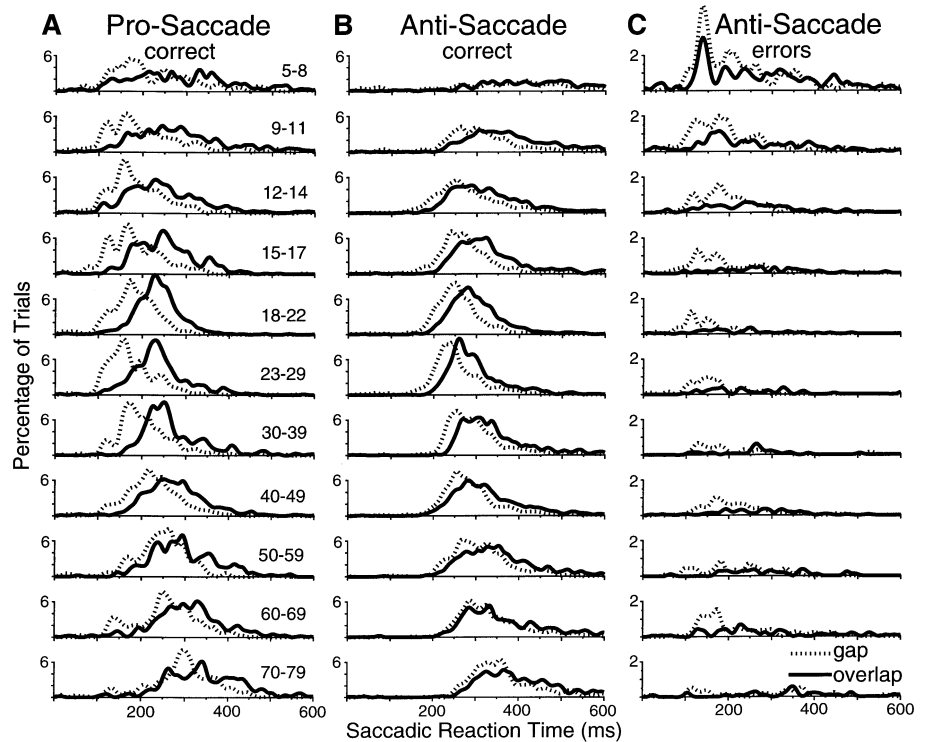 A Pro-Saccade correct
B Anti-Saccade correct
C Anti-Saccade errors
6 5-8 2
6 9-11 6 2
6 12-14 6 2
6 15-17 6 2
6 18-22 6 2
6 23-29 6 2
6 30-39 6 2
6 40-49 6 2
6 50-59 6 2
6 60-69 6 2
6 70-79 6 2
Percentage of Trials
gap
overlap
200 400 600 200 400 600 200 400 600
Saccadic Reaction Time (ms)